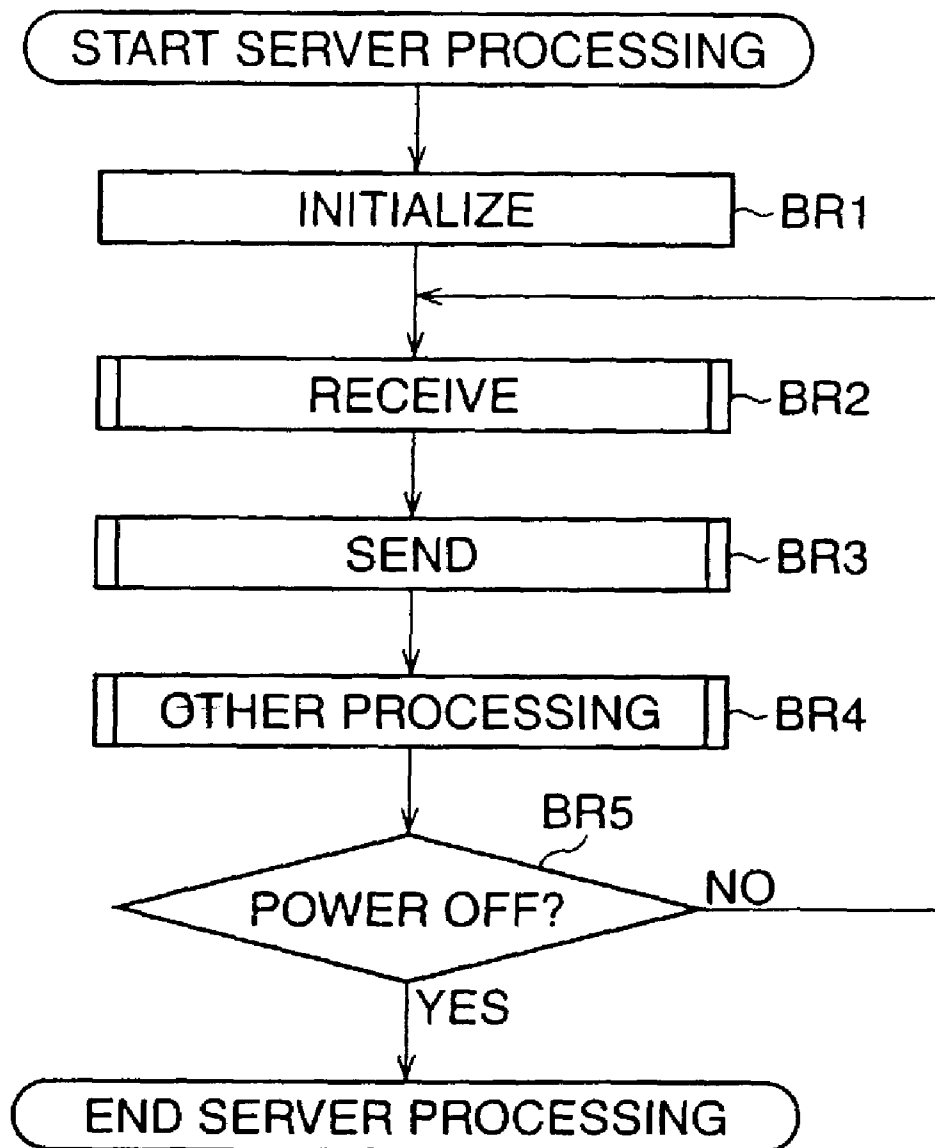 START SERVER PROCESSING
INITIALIZE
BR1
RECEIVE
BR2
SEND
BR3
OTHER PROCESSING
BR4
BR5
POWER OFF?
NO
YES
END SERVER PROCESSING